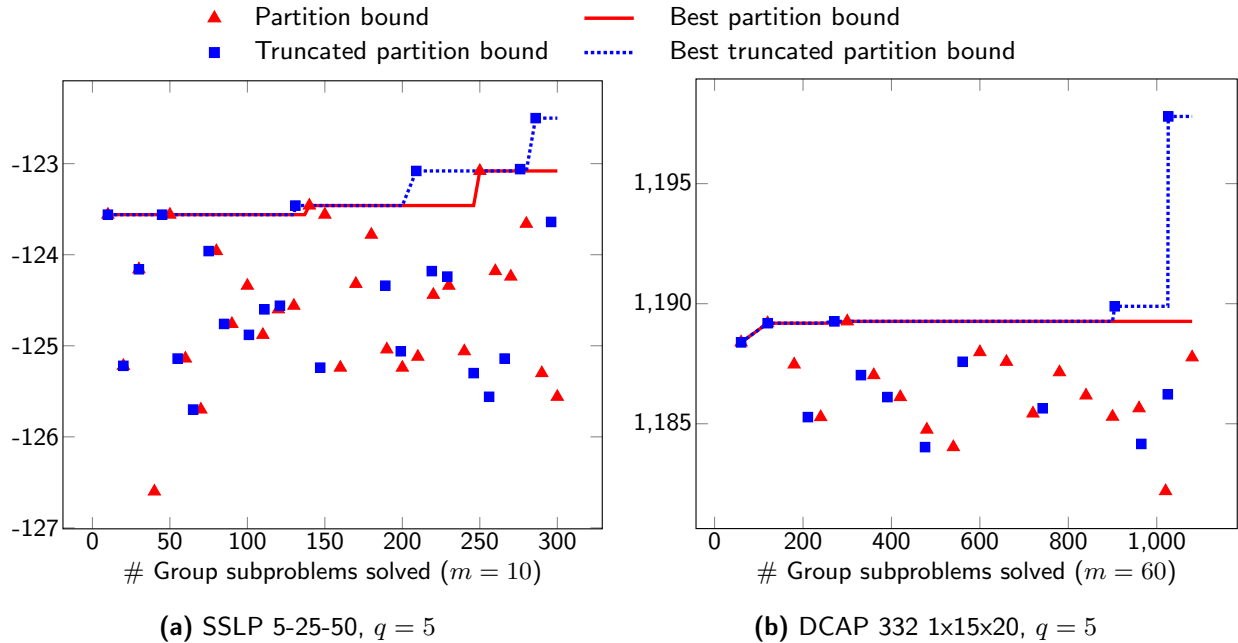 Partition bound
Best partition bound
Truncated partition bound
Best truncated partition bound
-123
-124
-125
-126
-127
0 50 100 150 200 250 300
# Group subproblems solved (m = 10)
(a) SSLP 5-25-50, q = 5
1,195
1,190
1,185
0 200 400 600 800 1,000
# Group subproblems solved (m = 60)
(b) DCAP 332 1x15x20, q = 5